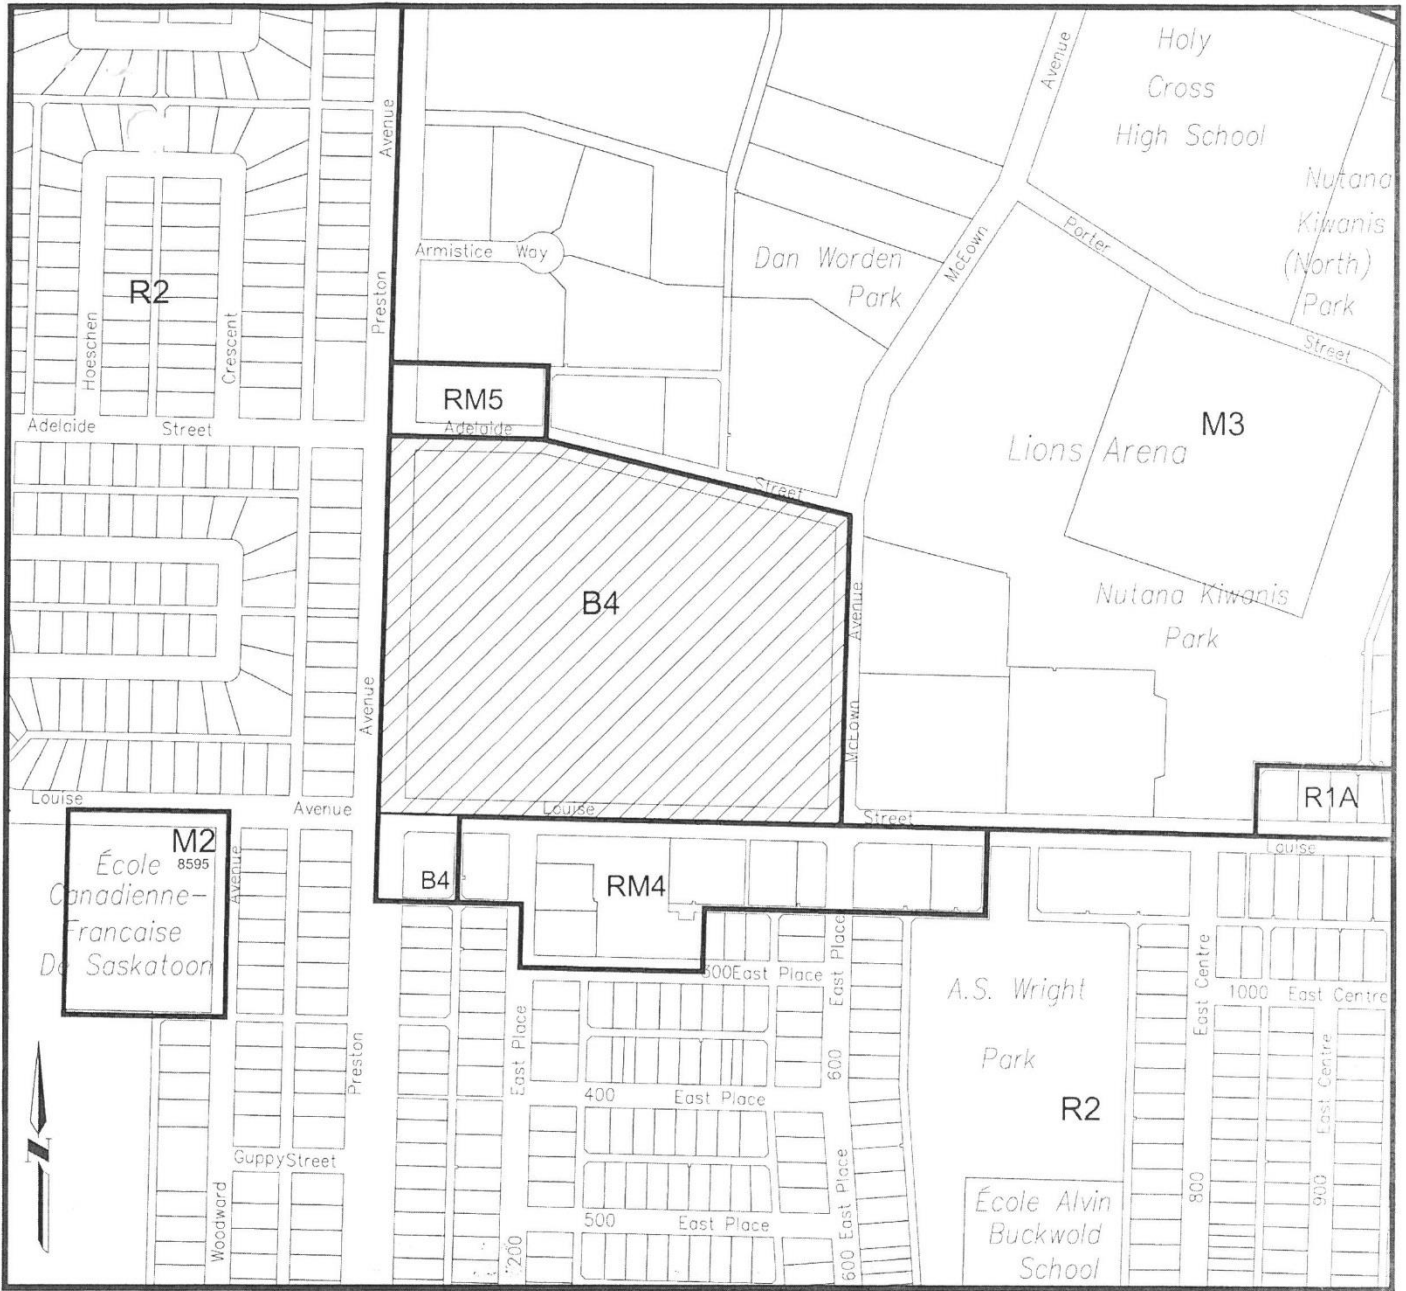 Holy
Cross
High School
Avenue
Avenue
Nutana
Kiwanis
(North)
Park
Porter
Armistice Way
McEown
Dan Worden
Park
R2
Preston
Hoeschen
Crescent
Street
RM5
M3
Adelaide Street
Adelaide
Lions Arena
Street
B4
Avenue
Nutana Kiwanis
Park
Avenue
McEown
Louise
Avenue
Louise
Street
R1A
Louise
M2
8595
École
Canadienne-
Francaise
De Saskatoon
Avenue
B4
RM4
East Place
300East Place
East Centre
A.S. Wright
Park
1000 East Centre
N
Preston
East Place
600
400 East Place
East Centre
R2
GuppyStreet
Woodward
200
500 East Place
600 East Place
École Alvin
Buckwold
School
800
900